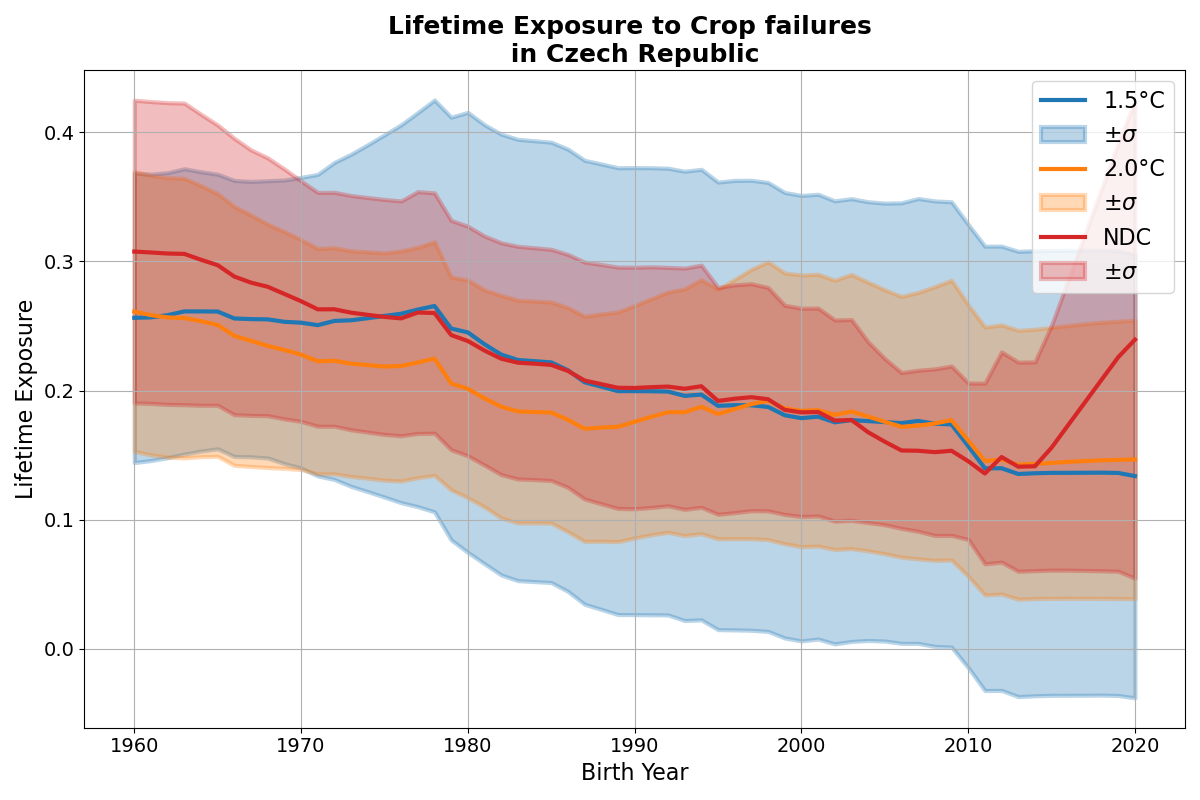 Lifetime Exposure to Crop failures
in Czech Republic
1.5°C
±σ
2.0°C
±σ
NDC
±σ
Lifetime Exposure
0.4
0.3
0.2
0.1
0.0
1960 1970 1980 1990 2000 2010 2020
Birth Year